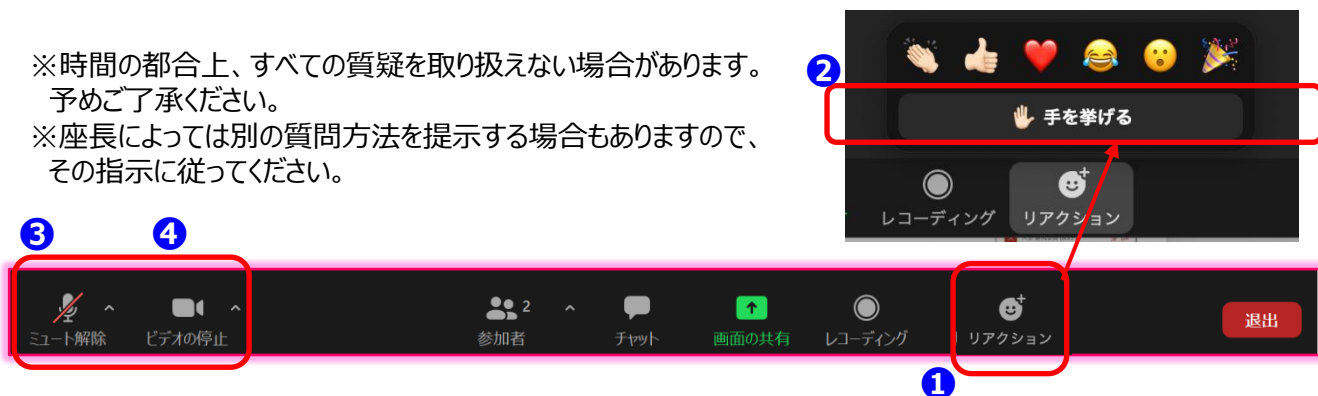 ※時間の都合上、すべての質疑を取り扱えない場合があります。
予めご了承ください。
※座長によっては別の質問方法を提示する場合もありますので、
その指示に従ってください。
❷
手を挙げる
レコーディング
リアクション
❸
❹
ミュート解除
ビデオの停止
2
参加者
チャット
画面の共有
レコーディング
リアクション
退出
❶